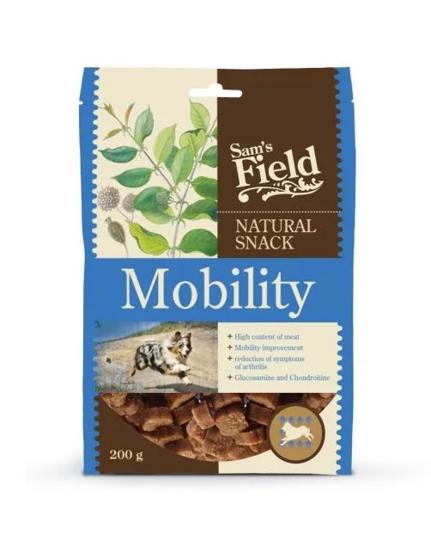 Sam's
Field
NATURAL
SNACK
Mobility
+ High content of meat
+ Mobility improvement
+ reduction of symptoms
of arthritis
+ Glucosamine and Chondroitine
200 g